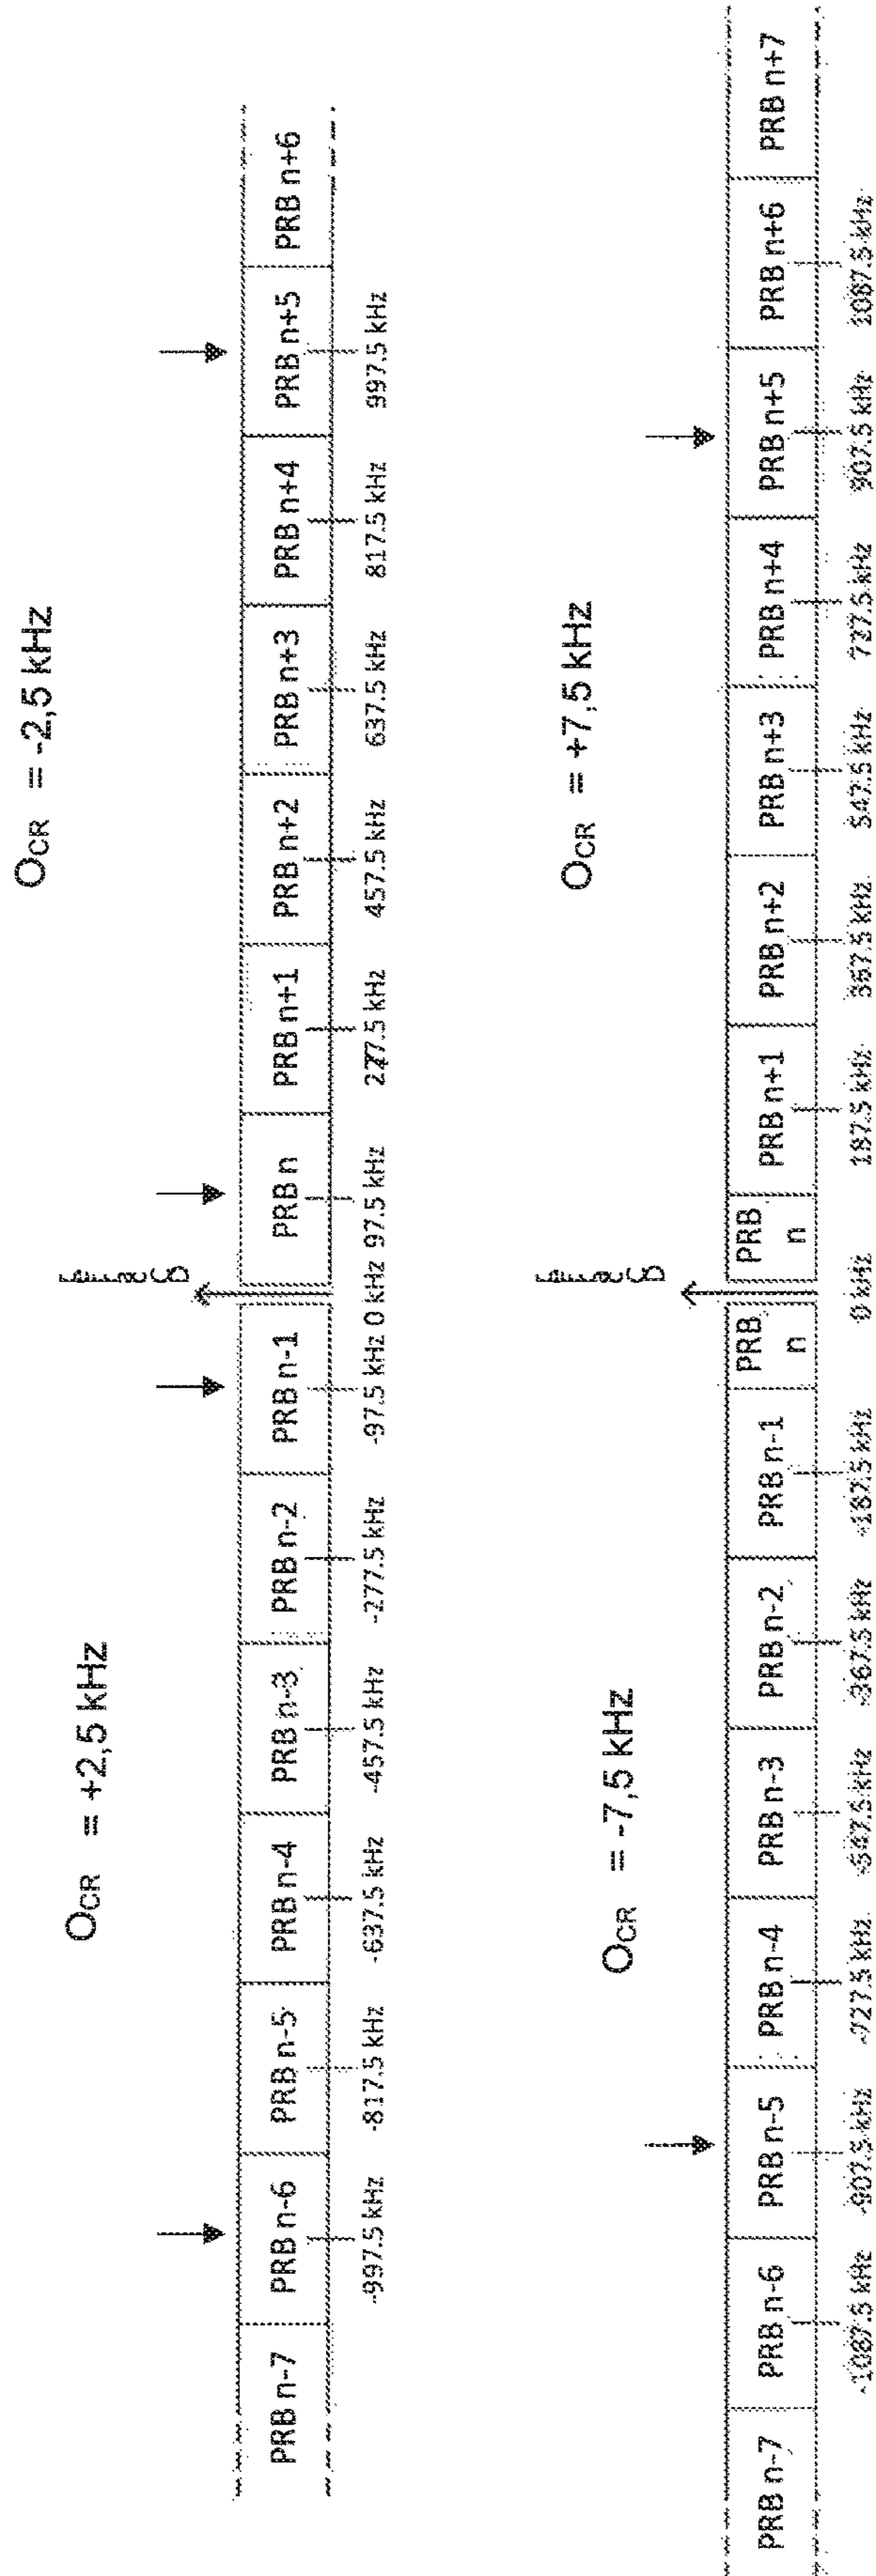 O_CR = +2,5 kHz
O_CR = -2,5 kHz
PRB n-7
PRB n-6
PRB n-5
PRB n-4
PRB n-3
PRB n-2
PRB n-1
PRB n
PRB n+1
PRB n+2
PRB n+3
PRB n+4
PRB n+5
PRB n+6
-997.5 kHz
-817.5 kHz
-637.5 kHz
-457.5 kHz
-277.5 kHz
-97.5 kHz
0 kHz
97.5 kHz
277.5 kHz
457.5 kHz
637.5 kHz
817.5 kHz
997.5 kHz
O_CR = -7,5 kHz
O_CR = +7,5 kHz
PRB n-7
PRB n-6
PRB n-5
PRB n-4
PRB n-3
PRB n-2
PRB n-1
PRB
n
PRB
n
PRB n+1
PRB n+2
PRB n+3
PRB n+4
PRB n+5
PRB n+6
PRB n+7
-1087.5 kHz
-907.5 kHz
-727.5 kHz
-547.5 kHz
-367.5 kHz
-187.5 kHz
0 kHz
187.5 kHz
367.5 kHz
547.5 kHz
727.5 kHz
907.5 kHz
1087.5 kHz